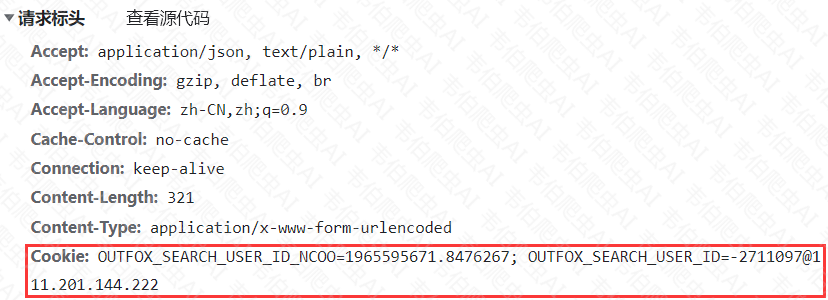 ▼请求标头 查看源代码
Accept: application/json, text/plain, */*
Accept-Encoding: gzip, deflate, br
Accept-Language: zh-CN,zh;q=0.9
Cache-Control: no-cache
Connection: keep-alive
Content-Length: 321
Content-Type: application/x-www-form-urlencoded
Cookie: OUTFOX_SEARCH_USER_ID_NCOO=1965595671.8476267; OUTFOX_SEARCH_USER_ID=-2711097@1
11.201.144.222